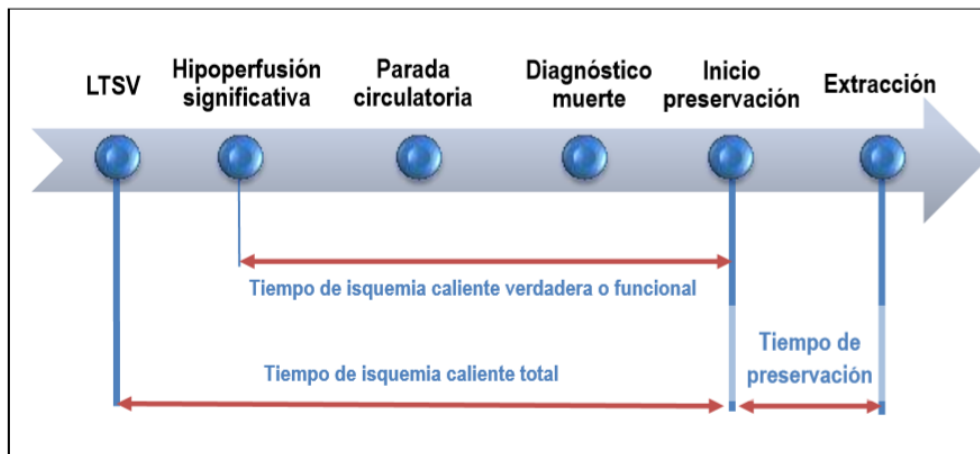 LTSV
Hipoperfusión
significativa
Parada
circulatoria
Diagnóstico
muerte
Inicio
preservación
Extracción
Tiempo de isquemia caliente verdadera o funcional
Tiempo de isquemia caliente total
Tiempo de
preservación